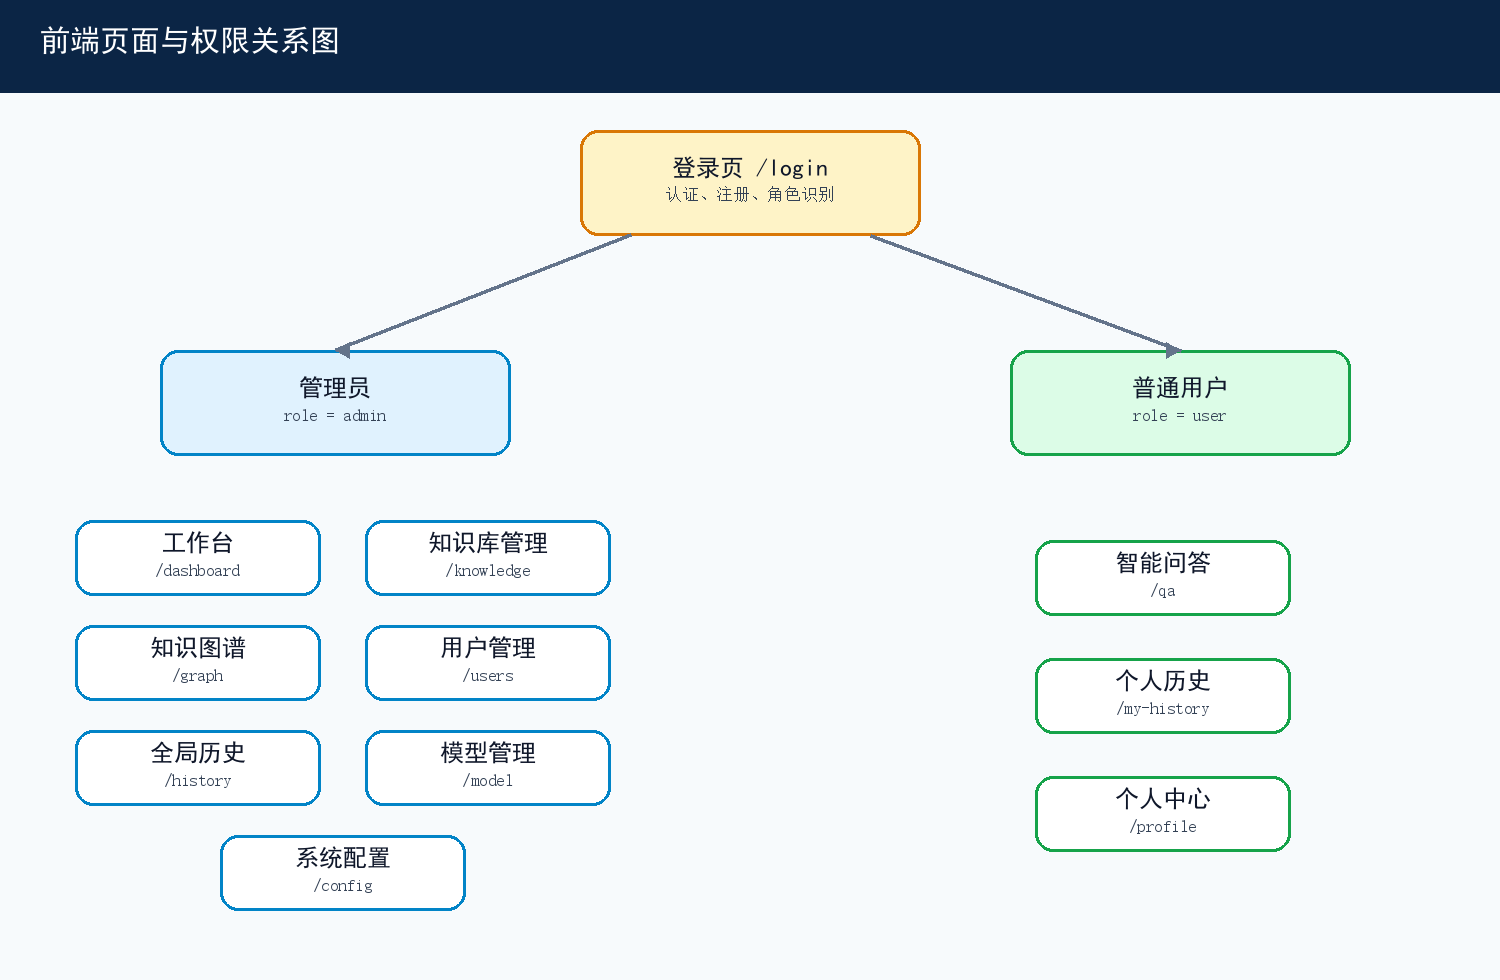 前端页面与权限关系图
登录页 /login
认证、注册、角色识别
管理员
role = admin
普通用户
role = user
工作台
/dashboard
知识库管理
/knowledge
知识图谱
/graph
用户管理
/users
全局历史
/history
模型管理
/model
系统配置
/config
智能问答
/qa
个人历史
/my-history
个人中心
/profile